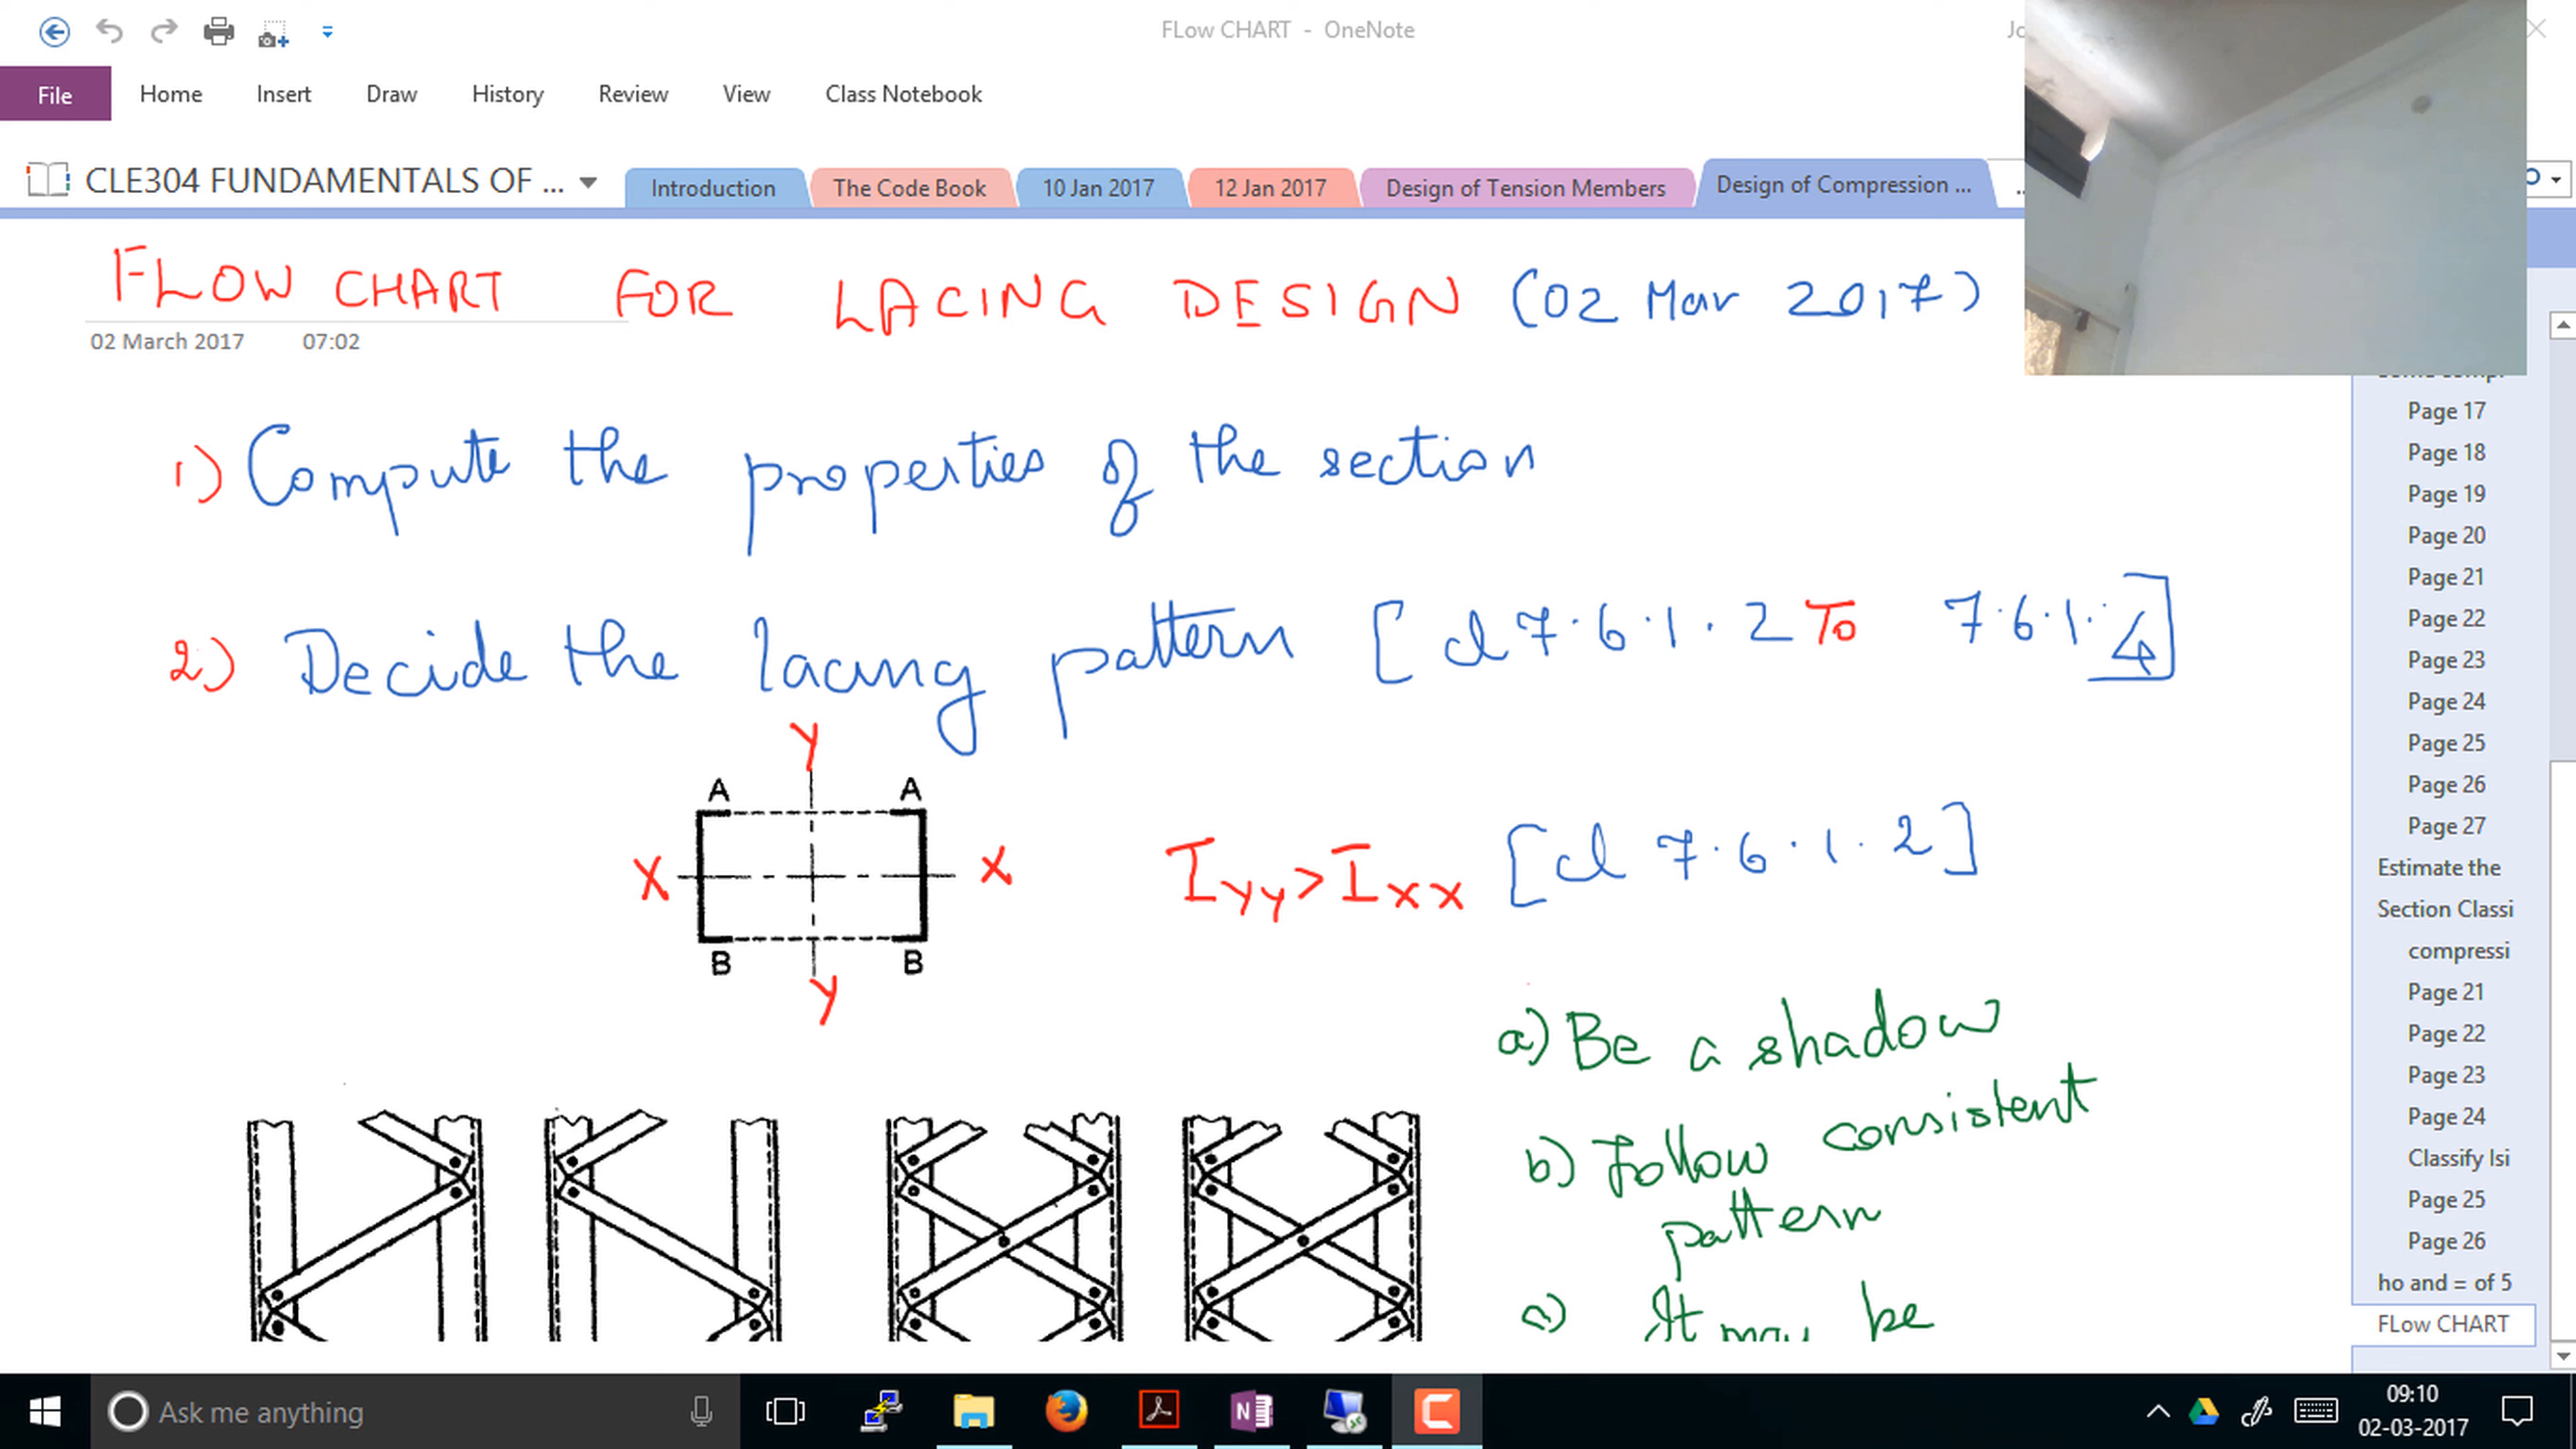 FLow CHART - OneNote
File Home Insert Draw History Review View Class Notebook
CLE304 FUNDAMENTALS OF ... Introduction The Code Book 10 Jan 2017 12 Jan 2017 Design of Tension Members Design of Compression ...
FLOW CHART FOR LACING DESIGN (02 Mar 2017)
02 March 2017 07:02
1) Compute the properties of the section
2) Decide the lacing pattern [cl 7.6.1.2 To 7.6.1.4]
Y
A A
X X
B B
Y
Iyy>Ixx [cl 7.6.1.2]
a) Be a shadow
b) Follow consistent
pattern
a) It may be
Page 17
Page 18
Page 19
Page 20
Page 21
Page 22
Page 23
Page 24
Page 25
Page 26
Page 27
Estimate the
Section Classi
compressi
Page 21
Page 22
Page 23
Page 24
Classify Isi
Page 25
Page 26
ho and = of 5
FLow CHART
Ask me anything
09:10
02-03-2017